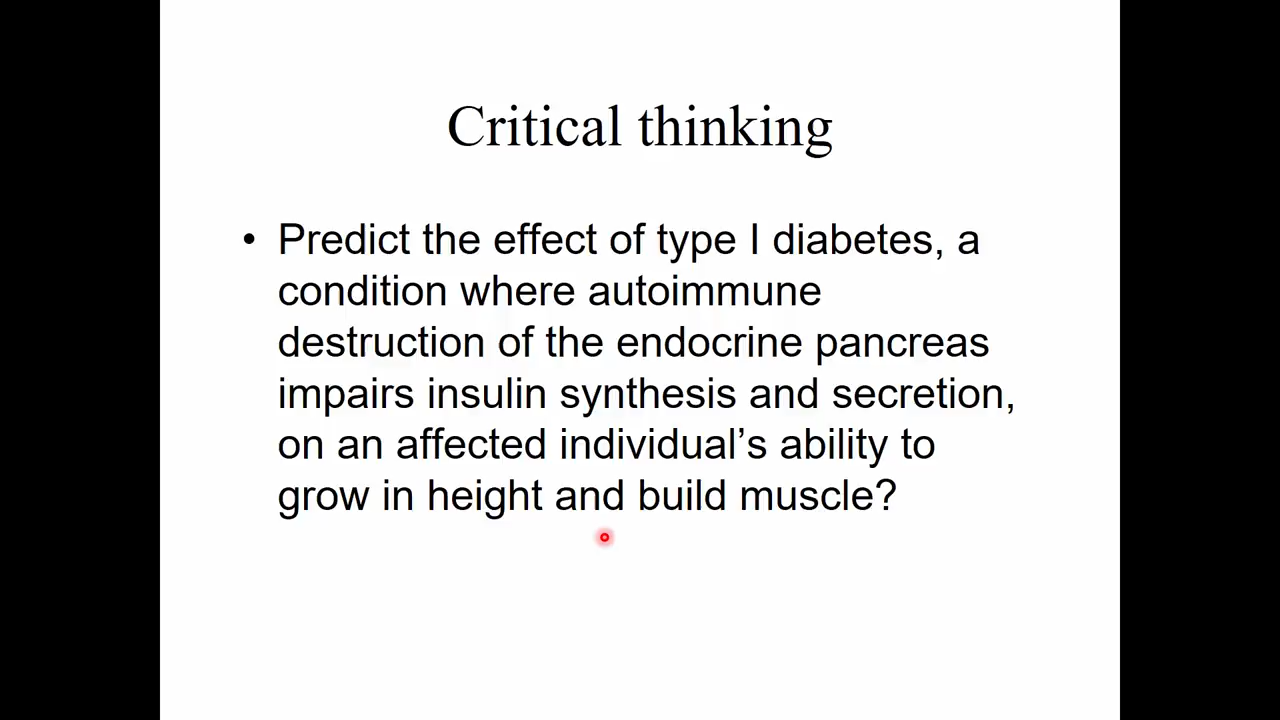 Critical thinking
• Predict the effect of type I diabetes, a
condition where autoimmune
destruction of the endocrine pancreas
impairs insulin synthesis and secretion,
on an affected individual’s ability to
grow in height and build muscle?